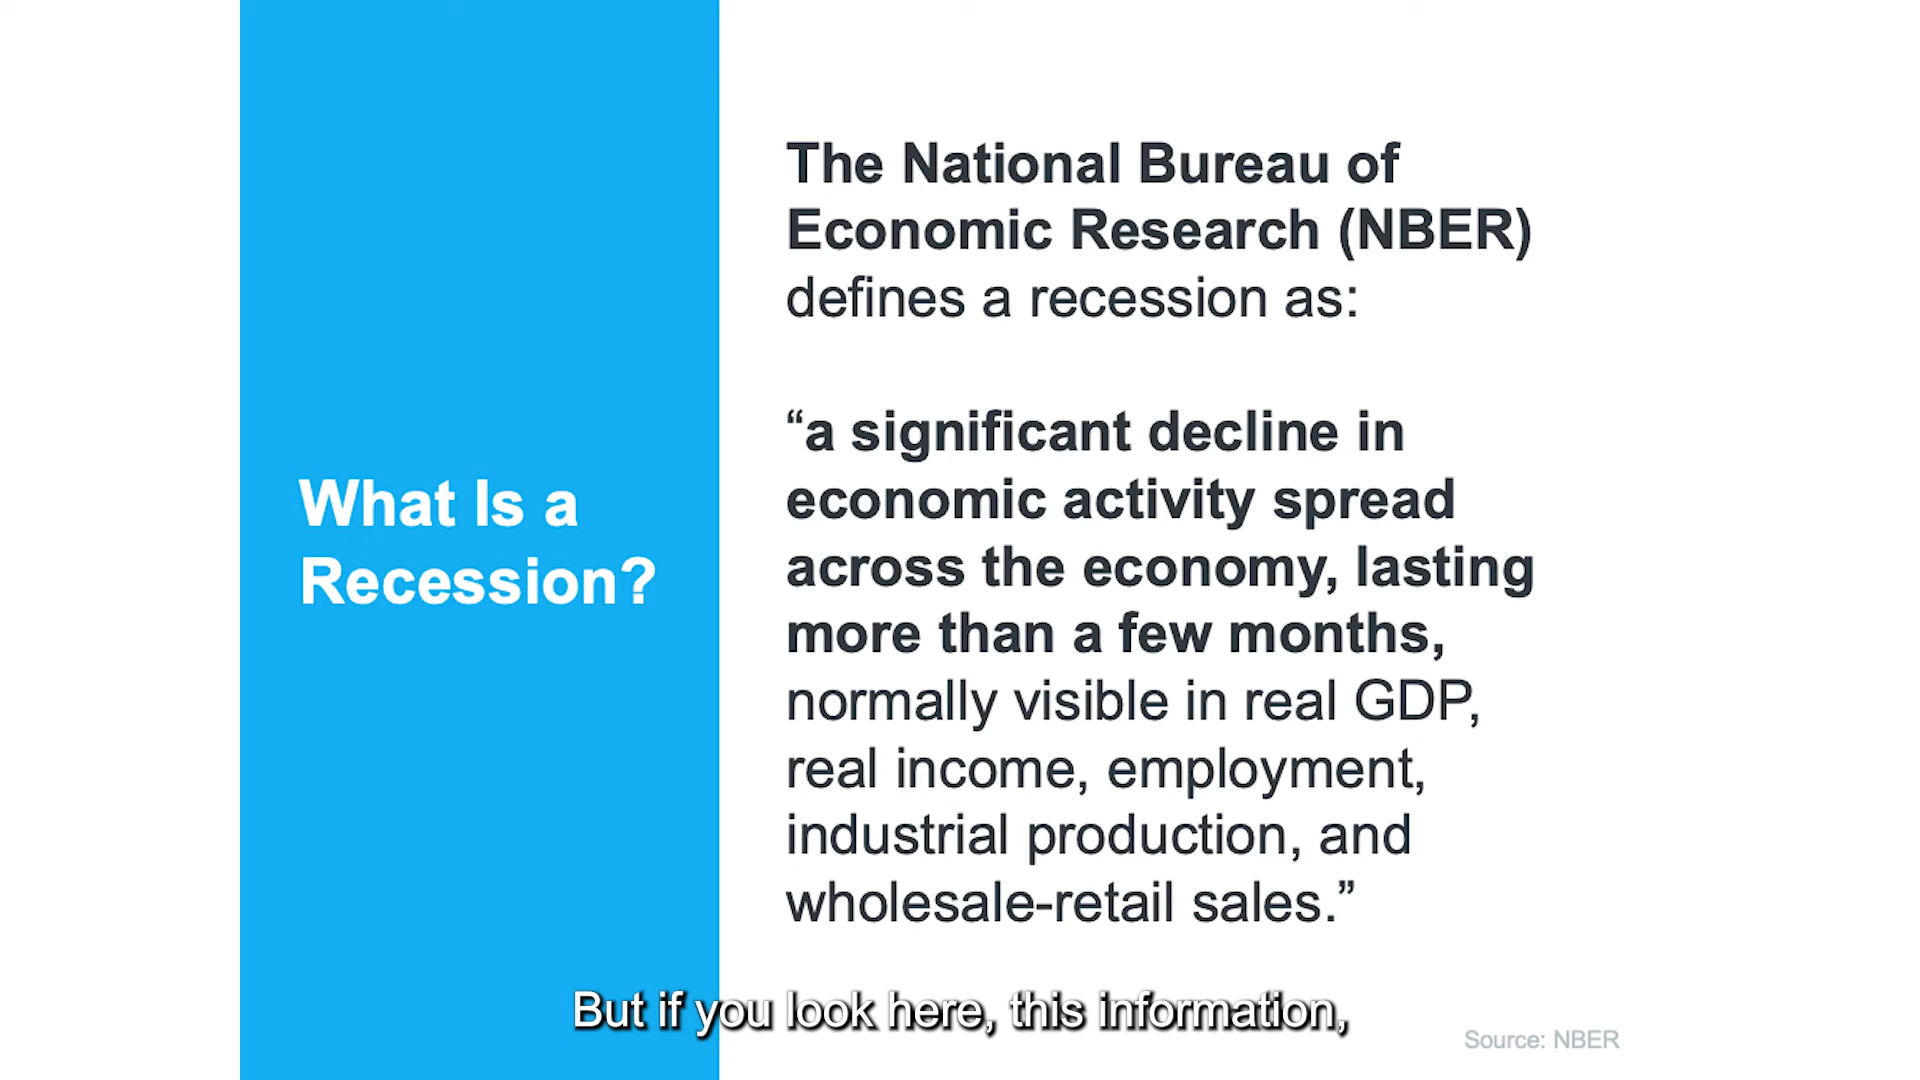 What Is a
Recession?
The National Bureau of
Economic Research (NBER)
defines a recession as:
“a significant decline in
economic activity spread
across the economy, lasting
more than a few months,
normally visible in real GDP,
real income, employment,
industrial production, and
wholesale-retail sales.”
But if you look here, this information,
Source: NBER